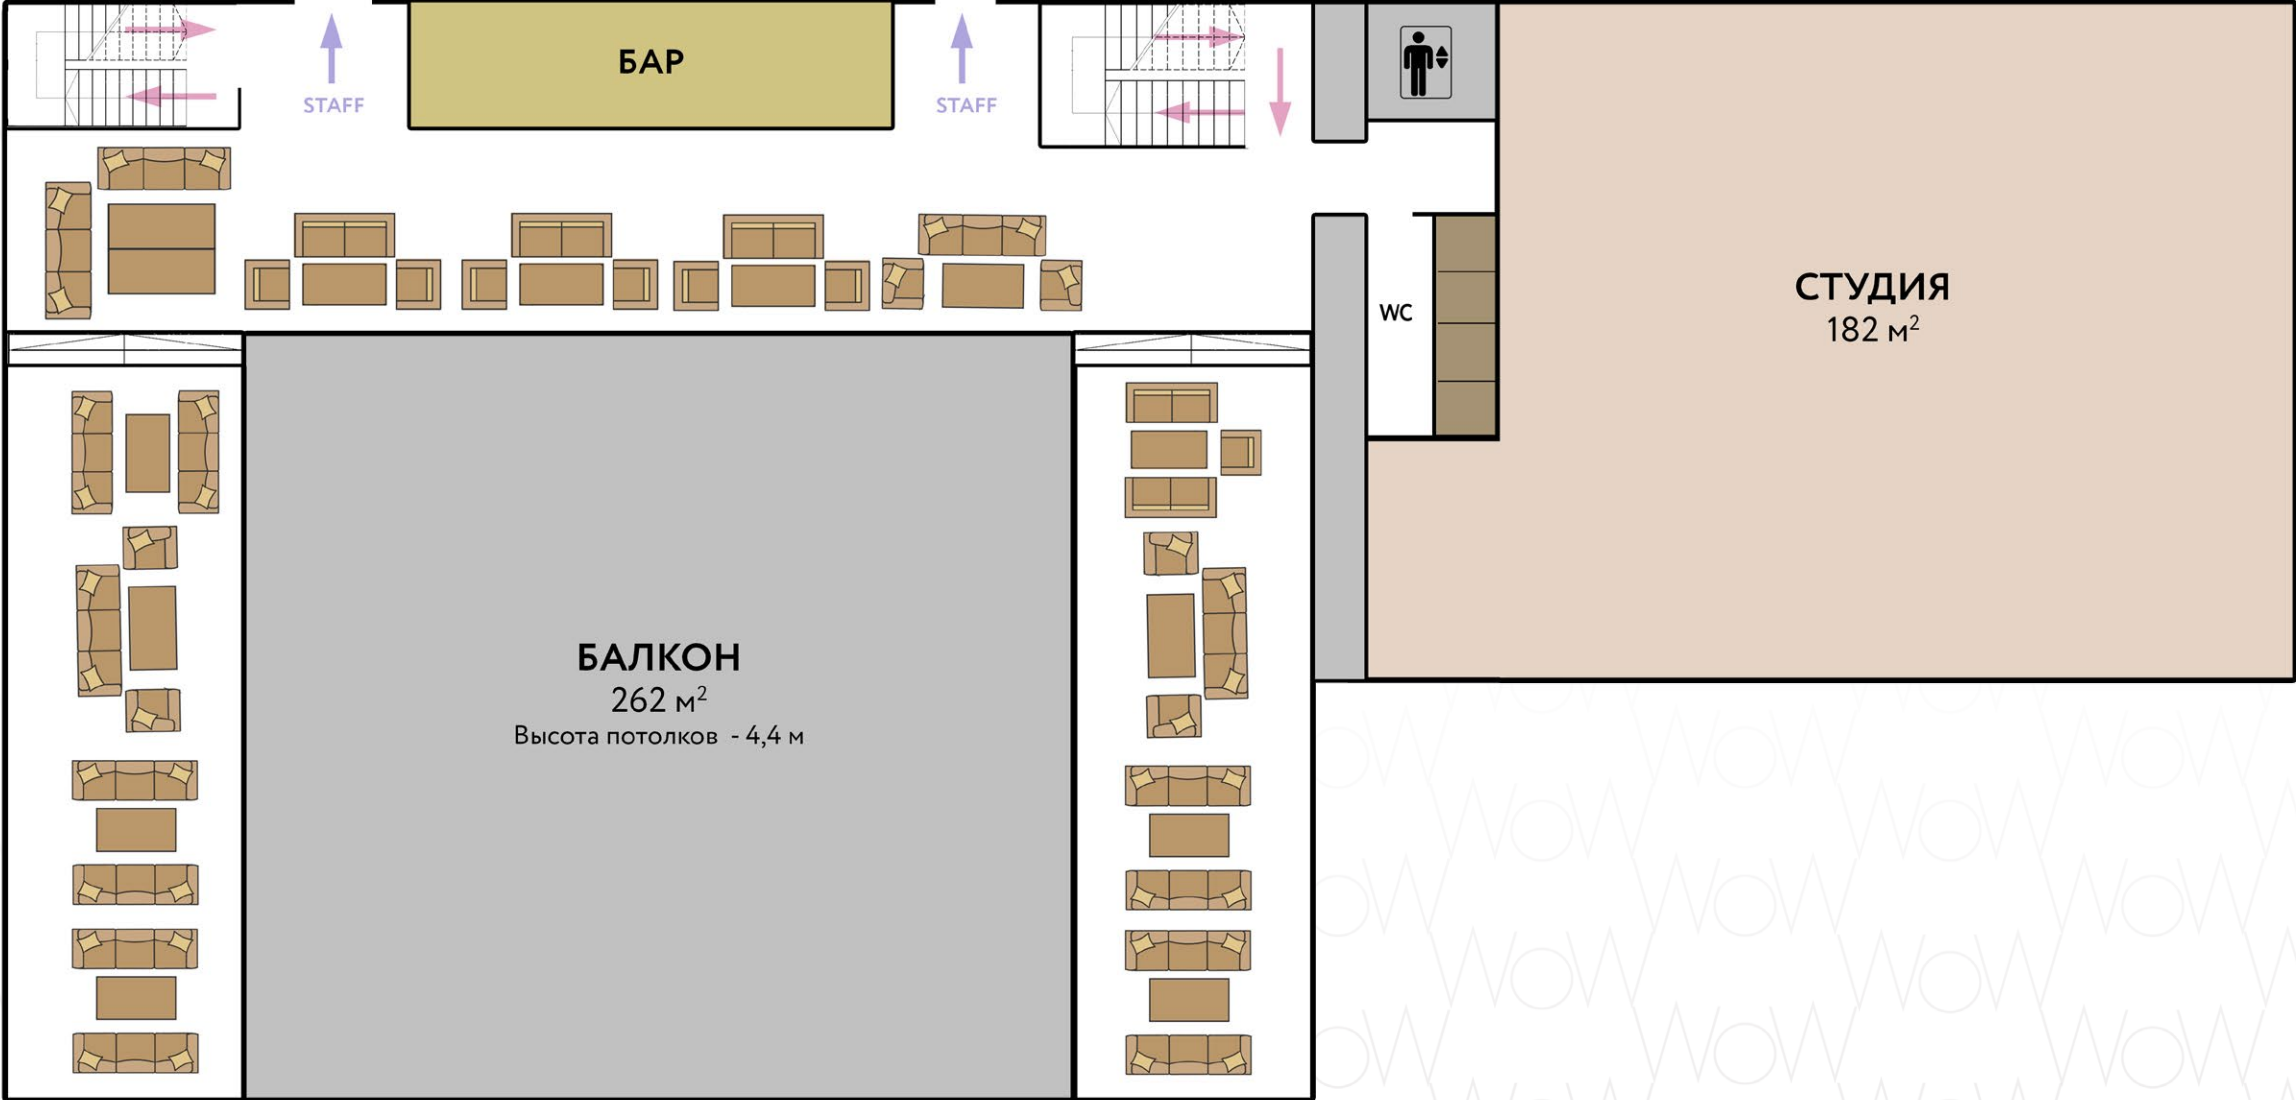 БАР
STAFF
STAFF
СТУДИЯ
182 м²
WC
БАЛКОН
262 м²
Высота потолков - 4,4 м